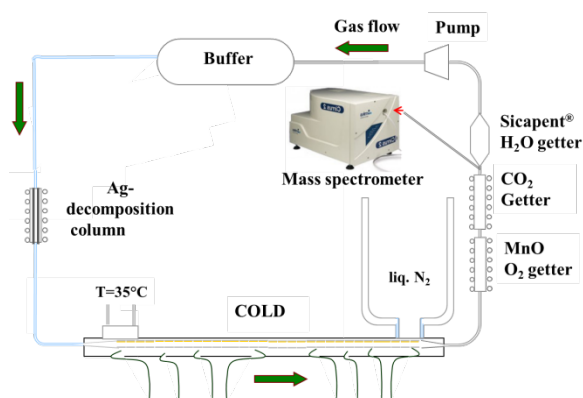 Gas flow
Pump
Buffer
Sicapent®
H₂O getter
Mass spectrometer
CO₂
Getter
Ag-
decomposition
column
MnO
O₂ getter
liq. N₂
T=35°C
COLD